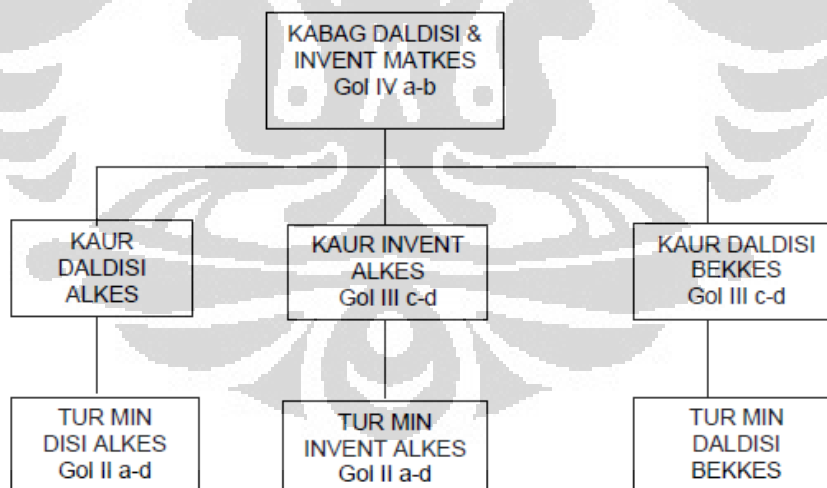 KABAG DALDISI &
INVENT MATKES
Gol IV a-b
KAUR
DALDISI
ALKES
KAUR INVENT
ALKES
Gol III c-d
KAUR DALDISI
BEKKES
Gol III c-d
TUR MIN
DISI ALKES
Gol II a-d
TUR MIN
INVENT ALKES
Gol II a-d
TUR MIN
DALDISI
BEKKES